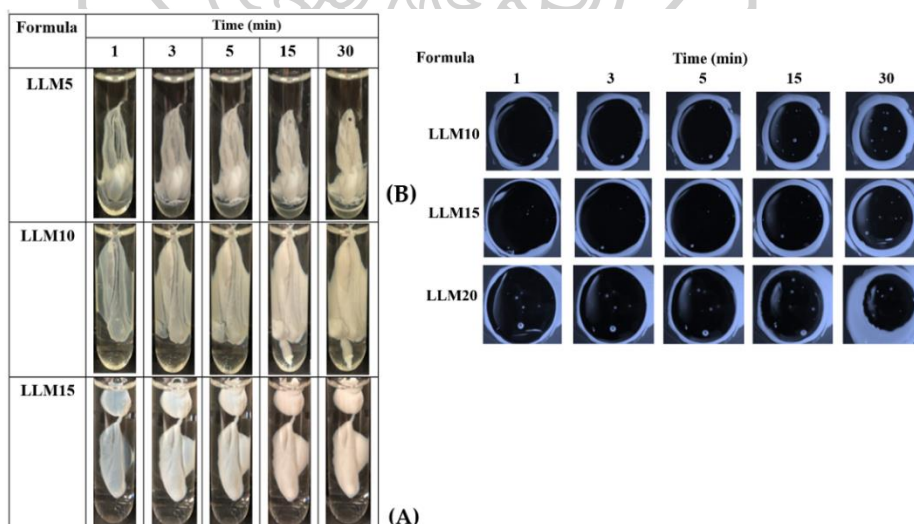 Formula
Time (min)
1 3 5 15 30
LLM5
LLM10
LLM15
(A)
(B)
Formula
Time (min)
1 3 5 15 30
LLM10
LLM15
LLM20